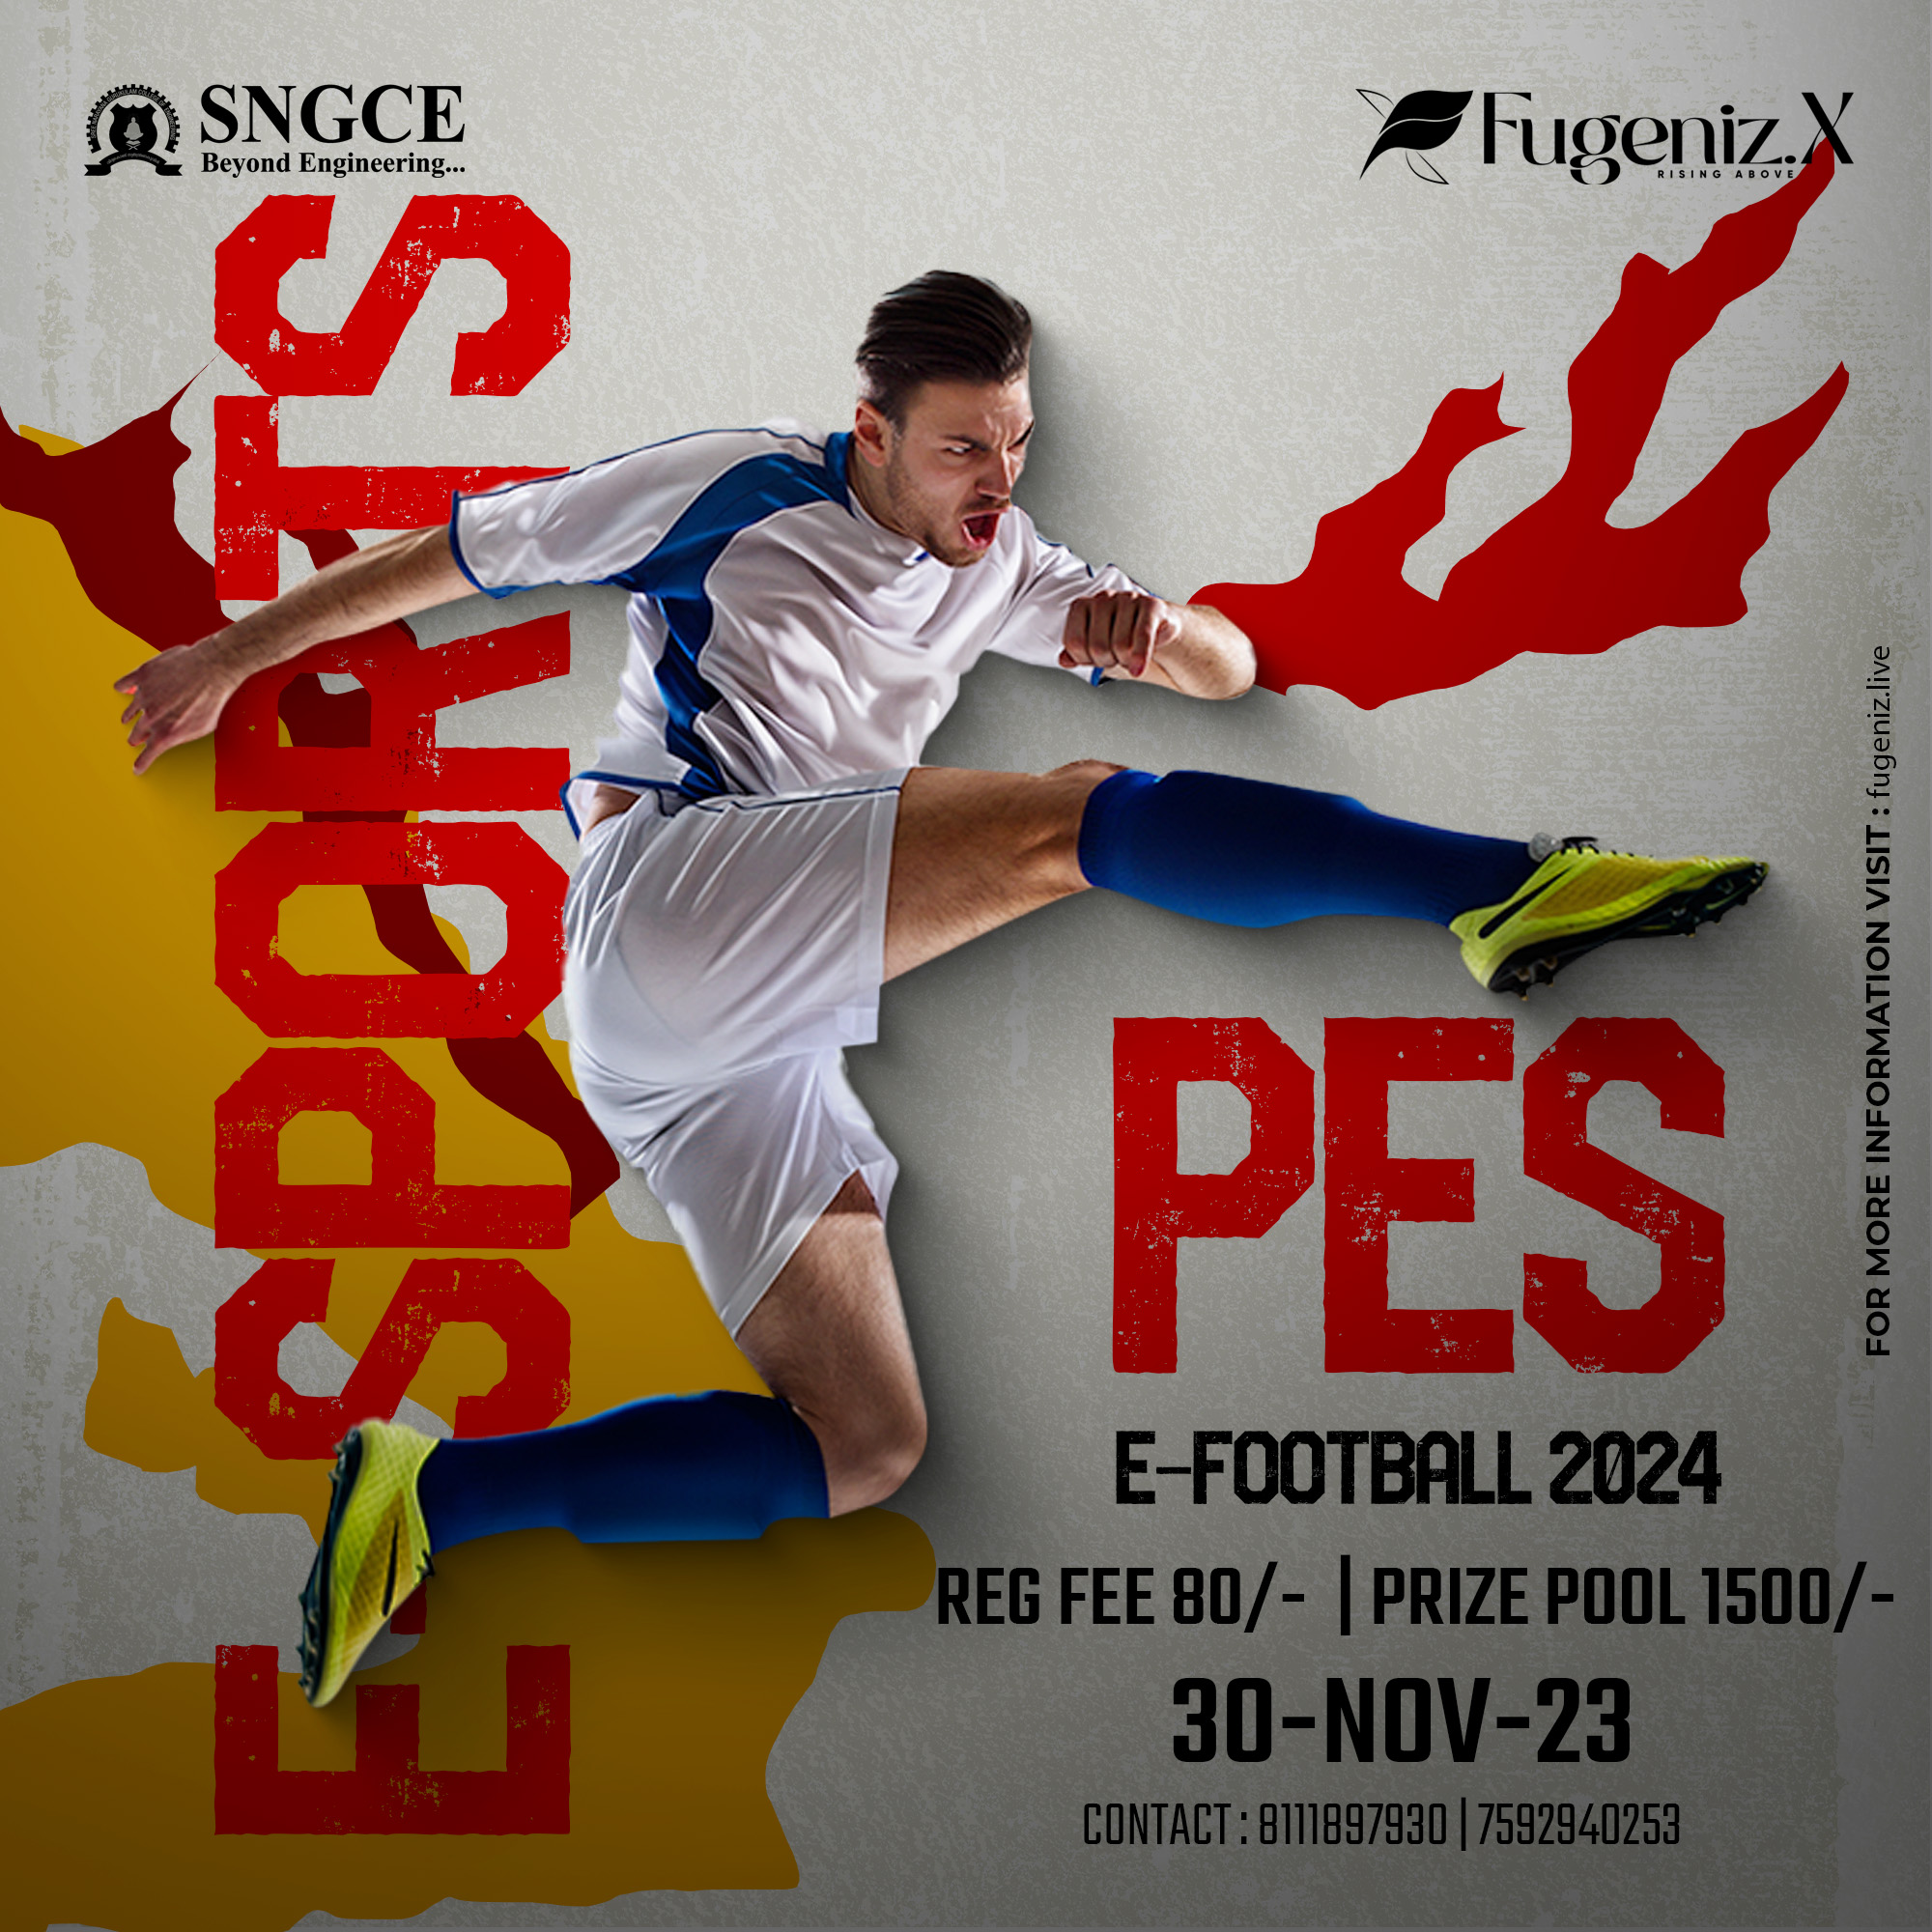 SNGCE
Beyond Engineering...
Fugeniz.X
RISING ABOVE
E-SPORTS
FOR MORE INFORMATION VISIT : fugeniz.live
PES
E-FOOTBALL 2024
REG FEE 80/- | PRIZE POOL 1500/-
30-NOV-23
CONTACT : 8111897930 | 7592940253